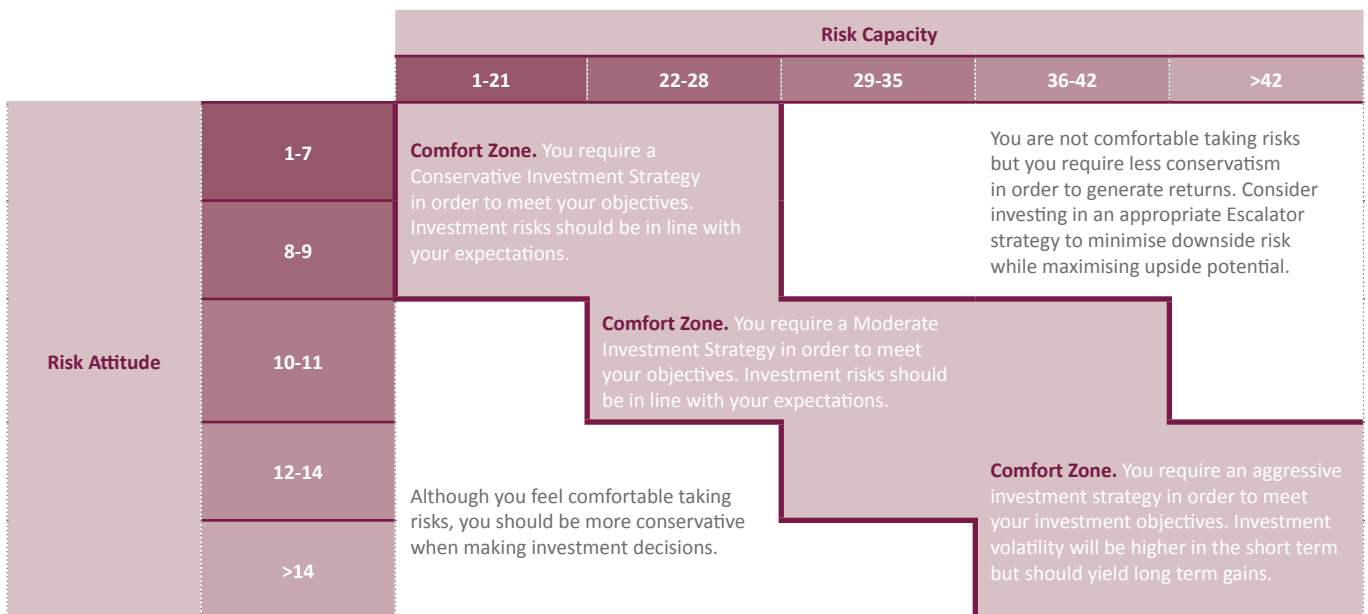 Risk Capacity
1-21
22-28
29-35
36-42
>42
Risk Attitude
1-7
8-9
10-11
12-14
>14
Comfort Zone. You require a
Conservative Investment Strategy
in order to meet your objectives.
Investment risks should be in line with
your expectations.
You are not comfortable taking risks
but you require less conservatism
in order to generate returns. Consider
investing in an appropriate Escalator
strategy to minimise downside risk
while maximising upside potential.
Comfort Zone. You require a Moderate
Investment Strategy in order to meet
your objectives. Investment risks should
be in line with your expectations.
Although you feel comfortable taking
risks, you should be more conservative
when making investment decisions.
Comfort Zone. You require an aggressive
investment strategy in order to meet
your investment objectives. Investment
volatility will be higher in the short term
but should yield long term gains.